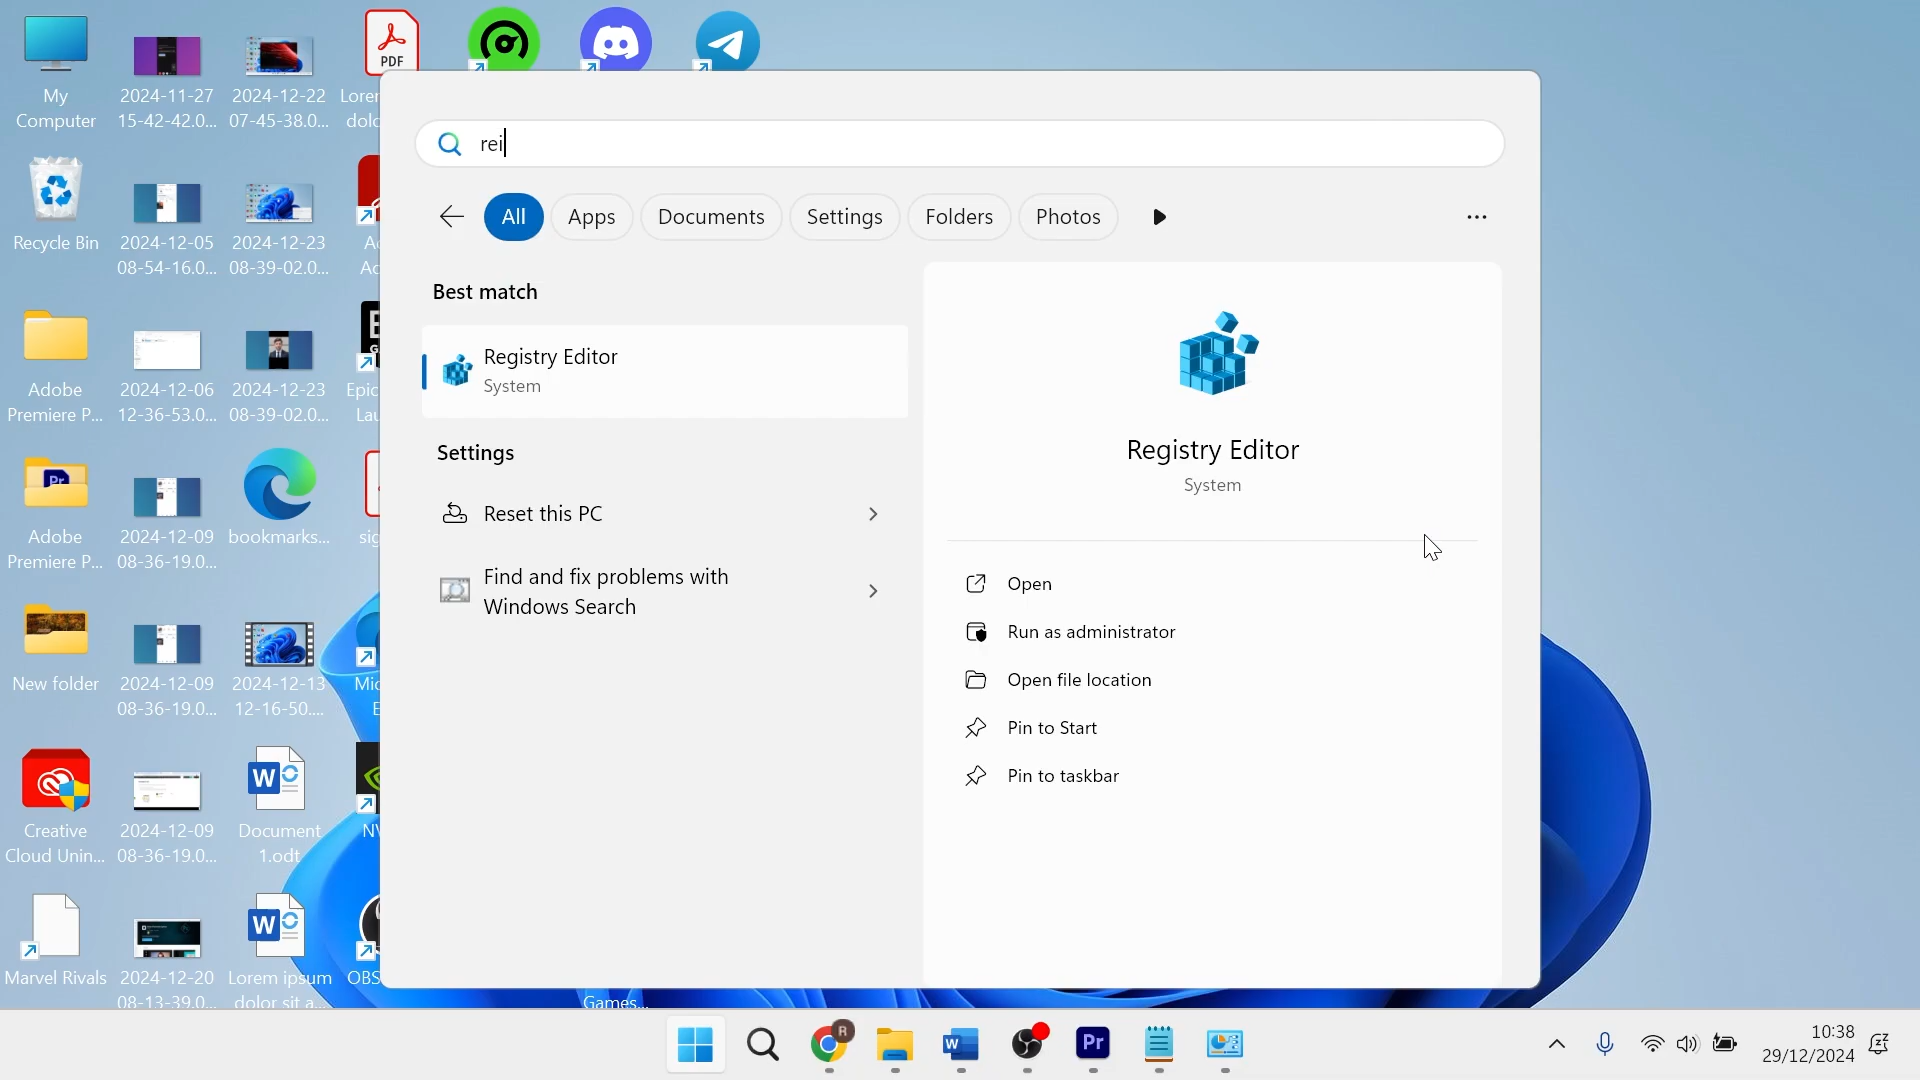 My
Computer
2024-11-27
15-42-42.0...
2024-12-22
07-45-38.0...
PDF
rei
All
Apps
Documents
Settings
Folders
Photos
Recycle Bin
2024-12-05
08-54-16.0...
2024-12-23
08-39-02.0...
Best match
Registry Editor
System
Registry Editor
System
Adobe
Premiere P...
2024-12-06
12-36-53.0...
2024-12-23
08-39-02.0...
Settings
Reset this PC
Find and fix problems with
Windows Search
Pr
Adobe
Premiere P...
2024-12-09
08-36-19.0...
bookmarks...
Open
Run as administrator
Open file location
Pin to Start
Pin to taskbar
New folder
2024-12-09
08-36-19.0...
2024-12-13
12-16-50....
W
Creative
Cloud Unin...
2024-12-09
08-36-19.0...
Document
1.odt
W
Marvel Rivals
2024-12-20
08-13-39.0...
Lorem ipsum
dolor sit a...
OBS
Games...
R
W
Pr
10:38
29/12/2024